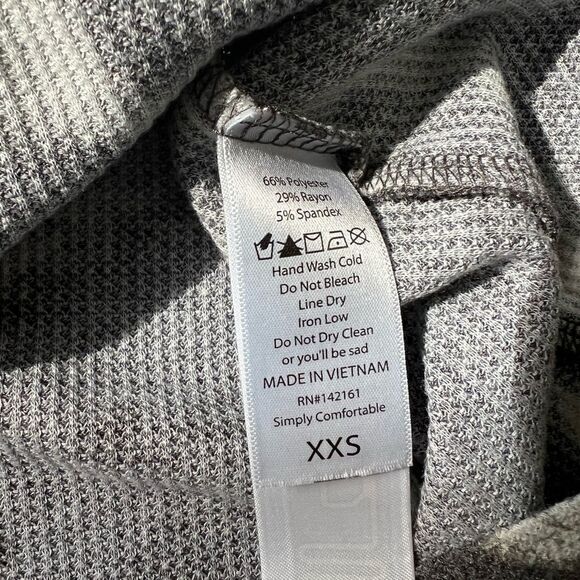 66% Polyester
29% Rayon
5% Spandex
Hand Wash Cold
Do Not Bleach
Line Dry
Iron Low
Do Not Dry Clean
or you'll be sad
MADE IN VIETNAM
RN#142161
Simply Comfortable
XXS